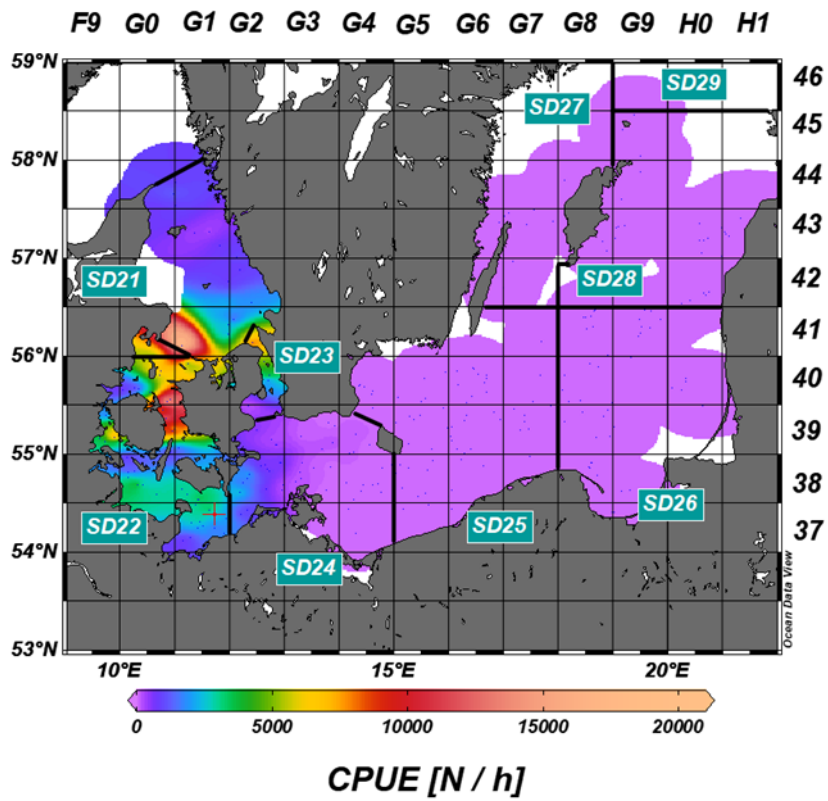 F9 G0 G1 G2 G3 G4 G5 G6 G7 G8 G9 H0 H1
59°N
46
SD29
SD27
45
58°N
44
43
57°N
SD21
SD28
42
41
56°N
SD23
40
55°N
39
38
SD22
SD25
SD26
37
54°N
SD24
Ocean Data View
53°N
10°E 15°E 20°E
0 5000 10000 15000 20000
CPUE [N / h]